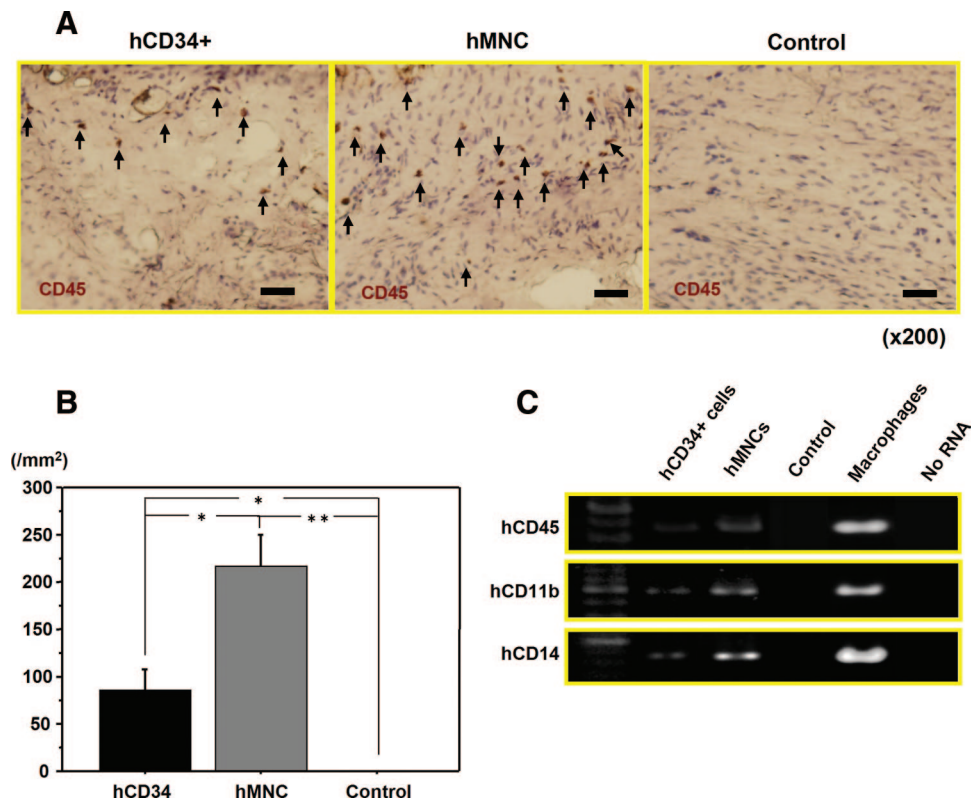 A
hCD34+ hMNC Control
CD45 CD45 CD45
(x200)
B
(/mm²)
300
250
200
150
100
50
0
*
* **
hCD34 hMNC Control
C
hCD34+ cells hMNCs Control Macrophages No RNA
hCD45
hCD11b
hCD14